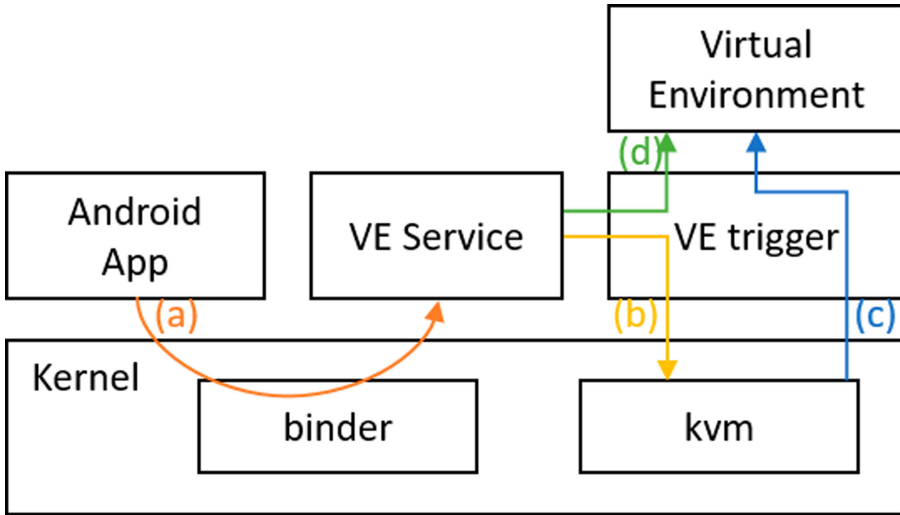 Virtual
Environment
(d)
Android
App
VE Service
VE trigger
(a)
(b)
(c)
Kernel
binder
kvm